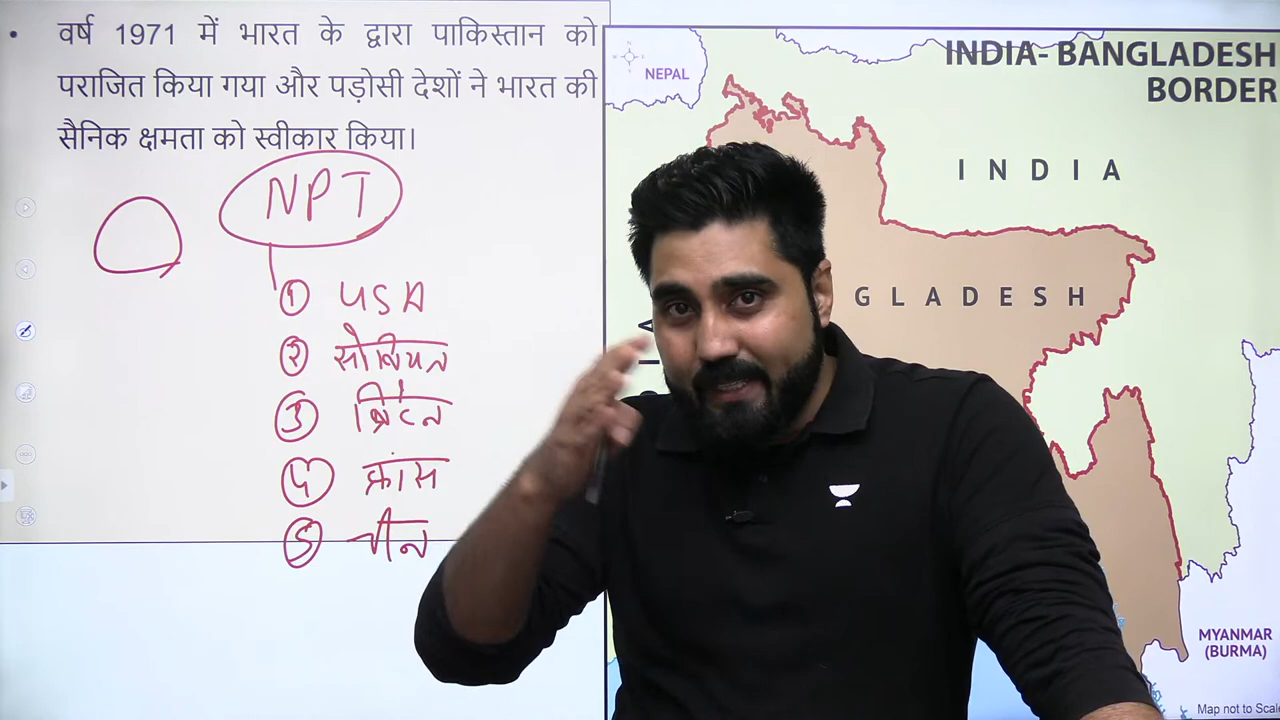 • वर्ष 1971 में भारत के द्वारा पाकिस्तान को
पराजित किया गया और पड़ोसी देशों ने भारत की
सैनिक क्षमता को स्वीकार किया।
NPT
① USA
② सोवियत
③ ब्रिटेन
④ फ्रांस
⑤ चीन
INDIA- BANGLADESH
BORDER
NEPAL
INDIA
GLADESH
MYANMAR
(BURMA)
Map not to Scale